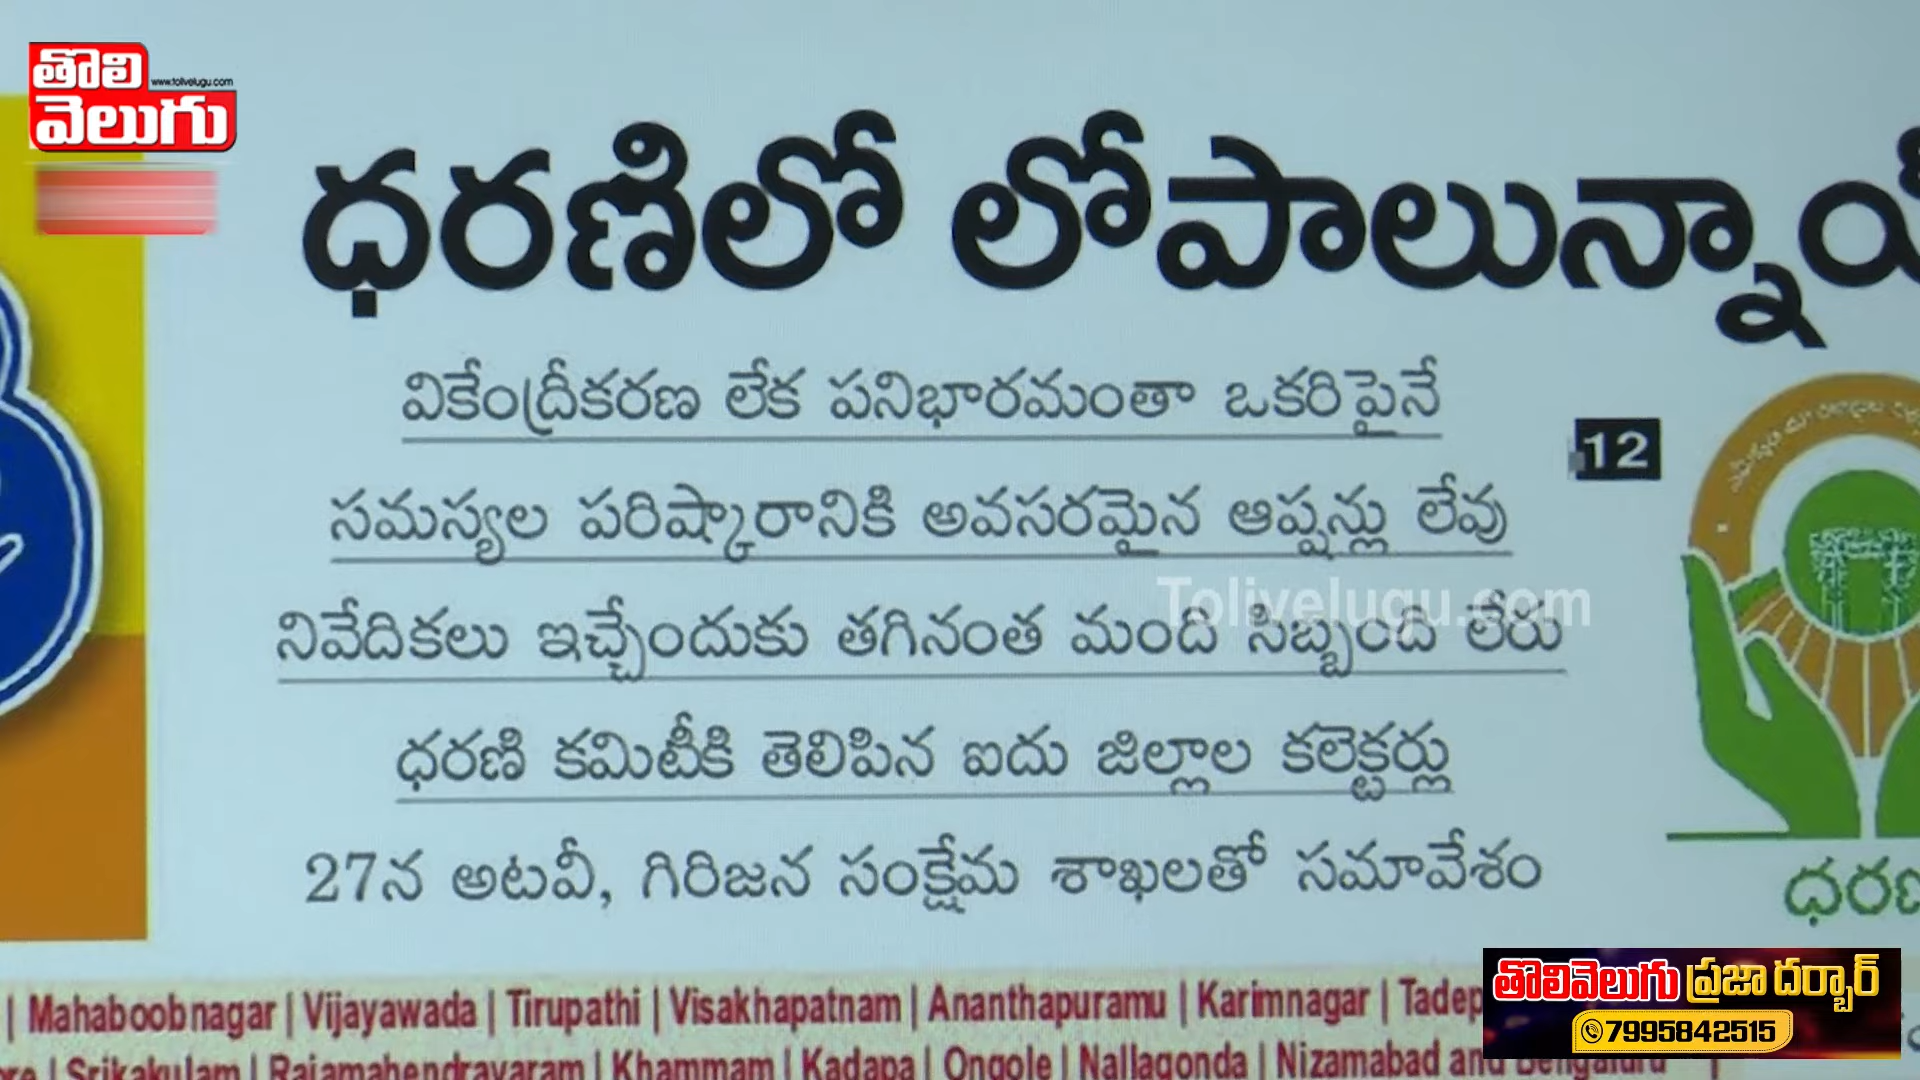 తొలి
www.tolivelugu.com
వెలుగు
ధరణిలో లోపాలున్నాయ్
వికేంద్రీకరణ లేక పనిభారమంతా ఒకరిపైనే
12
సమస్యల పరిష్కారానికి అవసరమైన ఆప్షన్లు లేవు
Tolivelugu.com
నివేదికలు ఇచ్చేందుకు తగినంత మంది సిబ్బంది లేరు
ధరణి కమిటీకి తెలిపిన ఐదు జిల్లాల కలెక్టర్లు
27న అటవీ, గిరిజన సంక్షేమ శాఖలతో సమావేశం
| Mahaboobnagar | Vijayawada | Tirupathi | Visakhapatnam | Ananthapuramu | Karimnagar |
| Srikakulam | Rajamahendravaram | Khammam | Kadapa | Ongole | Nallagonda | Nizamabad and Bengaluru
తొలివెలుగు ప్రజా దర్బార్
7995842515